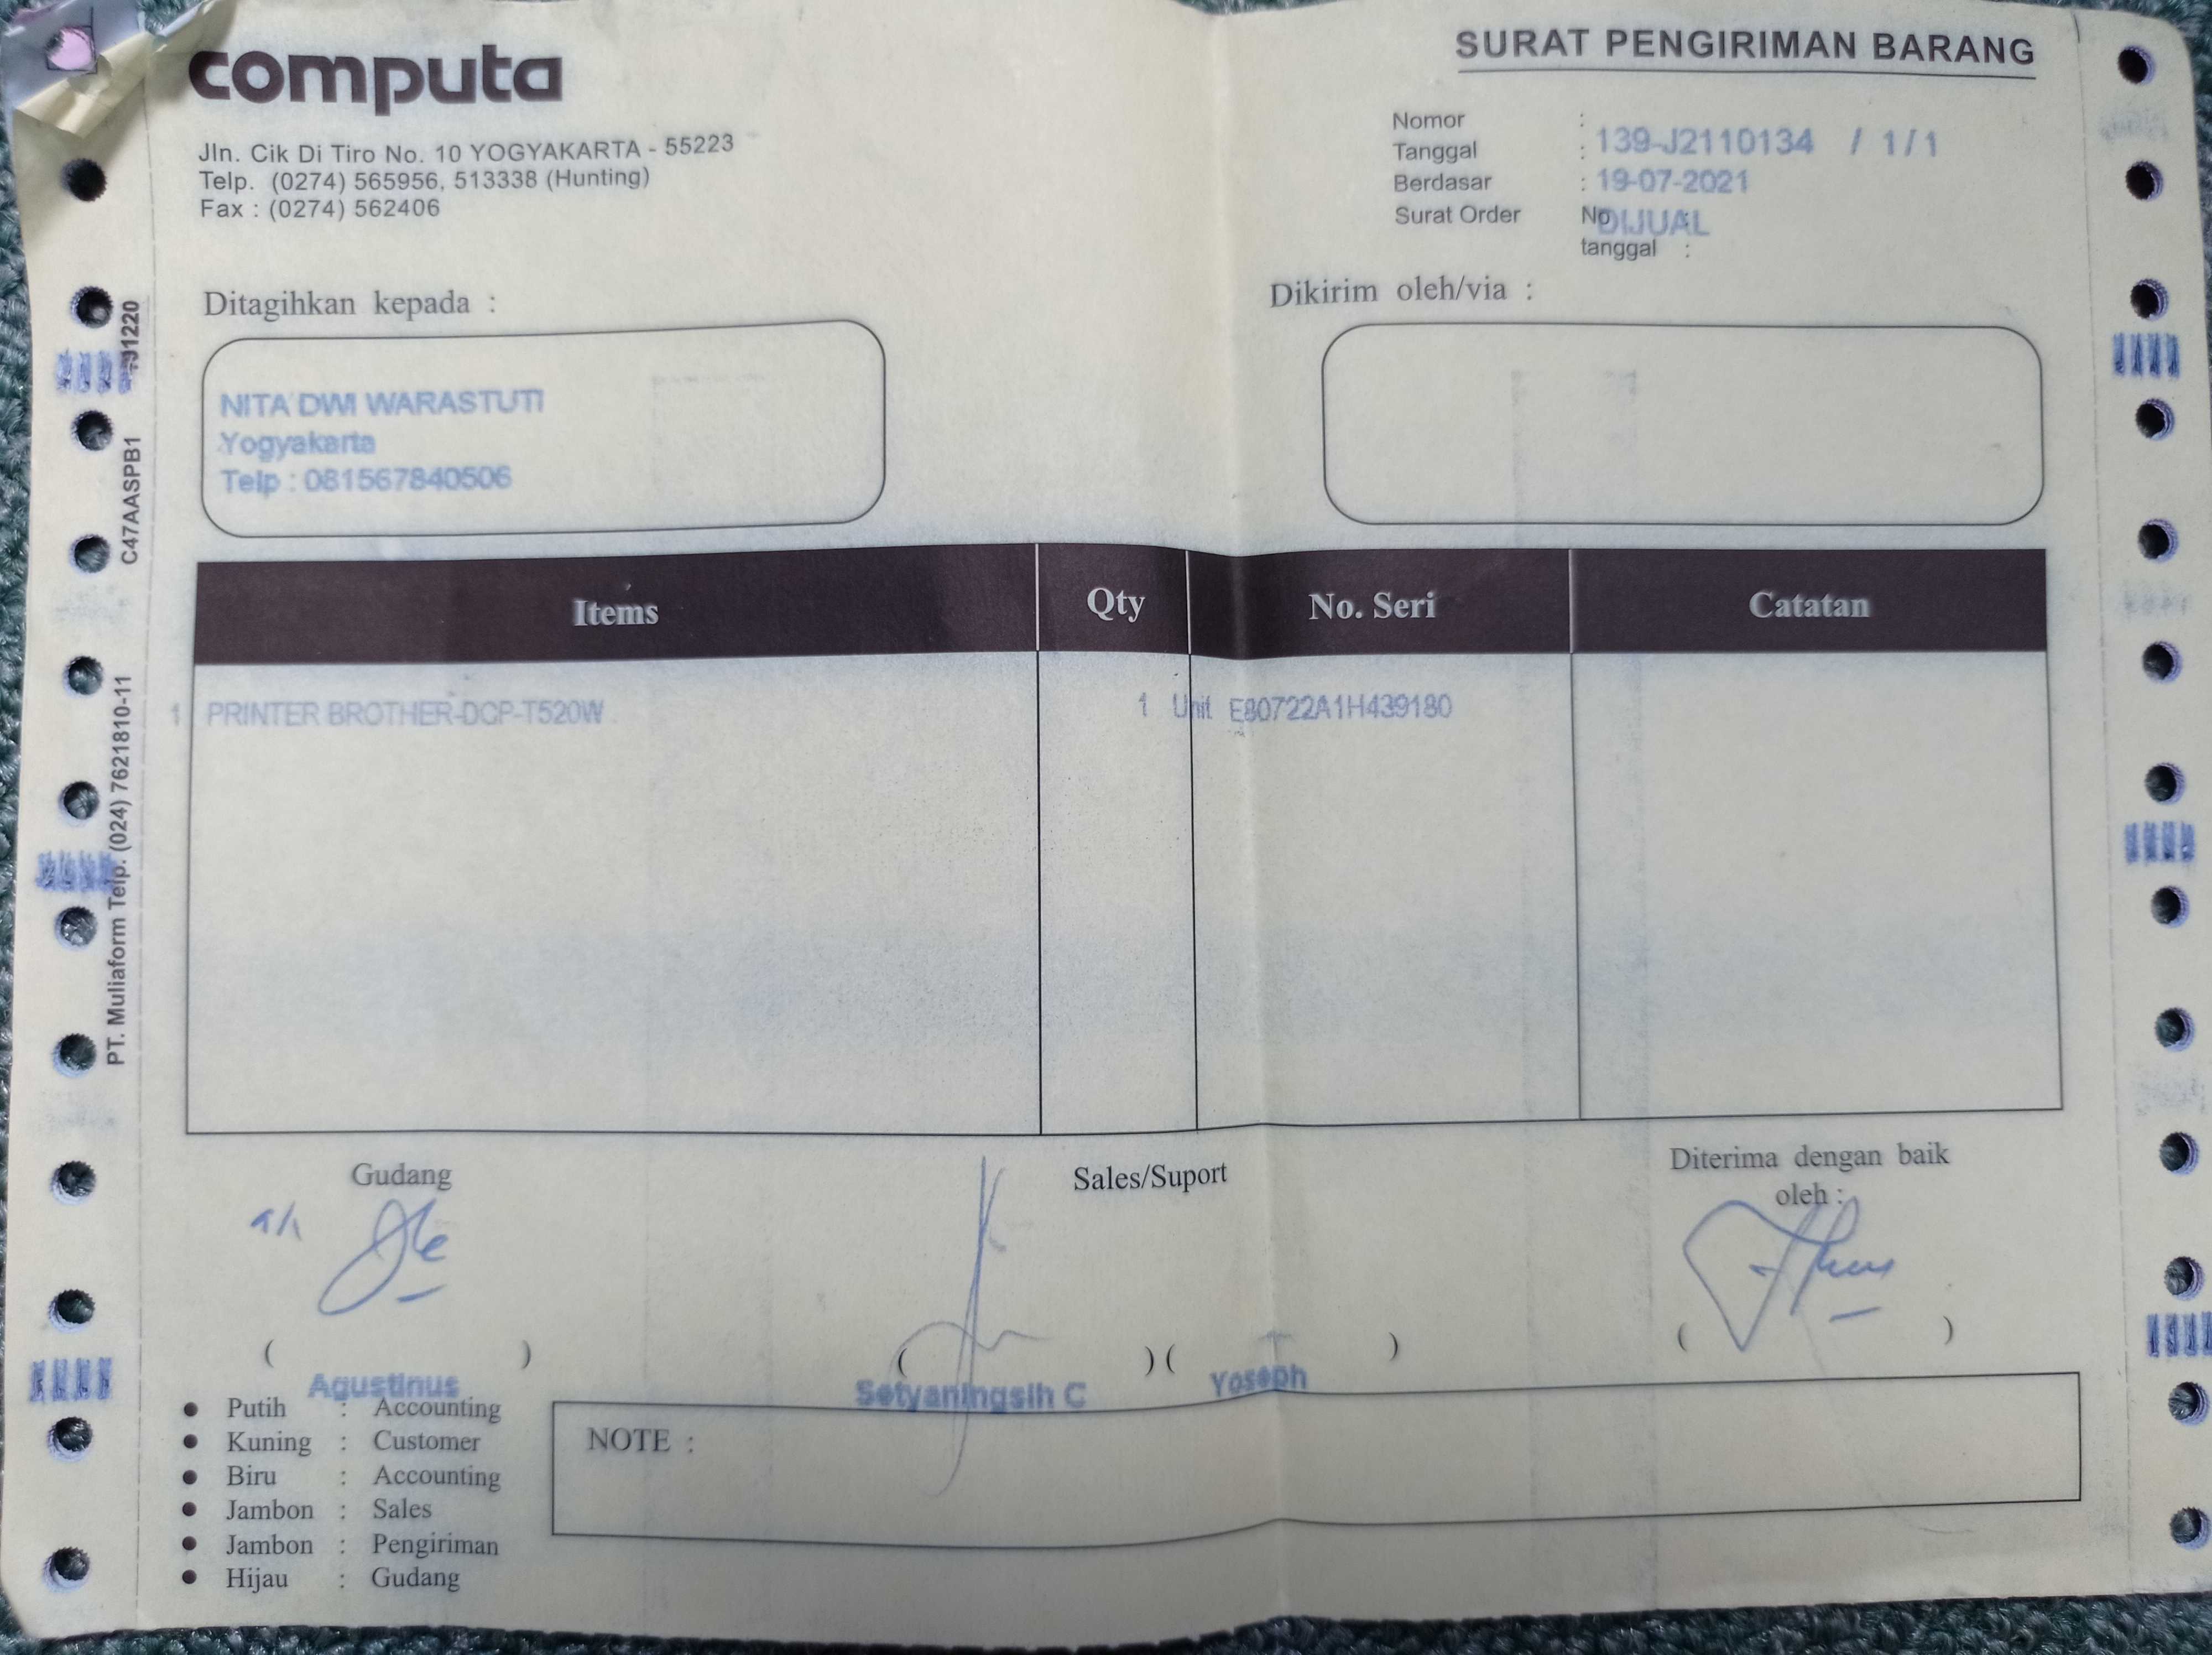 computa
Jln. Cik Di Tiro No. 10 YOGYAKARTA - 55223
Telp. (0274) 565956, 513338 (Hunting)
Fax : (0274) 562406
SURAT PENGIRIMAN BARANG
Nomor : 139-J2110134 / 1/1
Tanggal : 19-07-2021
Berdasar : DIJUAL
Surat Order No :
tanggal :
Ditagihkan kepada :
NITA DWI WARASTUTI
Yogyakarta
Telp : 081567840506
Dikirim oleh/via :
Items Qty No. Seri Catatan
1 PRINTER BROTHER-DCP-T520W 1 Unit E80722A1H439180
Gudang
Sales/Suport
Diterima dengan baik
oleh :
( ) ( ) ( ) ( )
Agustinus Setyaningsih C Yoseph
• Putih : Accounting
• Kuning : Customer
• Biru : Accounting
• Jambon : Sales
• Jambon : Pengiriman
• Hijau : Gudang
NOTE :
PT. Muliaform Telp. (024) 7621810-11
C47AASPB1